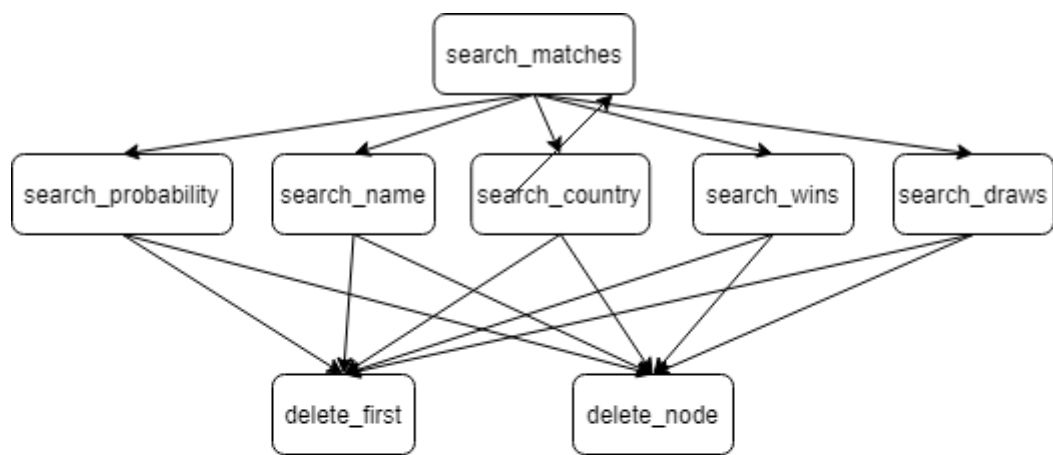 search_matches
search_probability
search_name
search_country
search_wins
search_draws
delete_first
delete_node